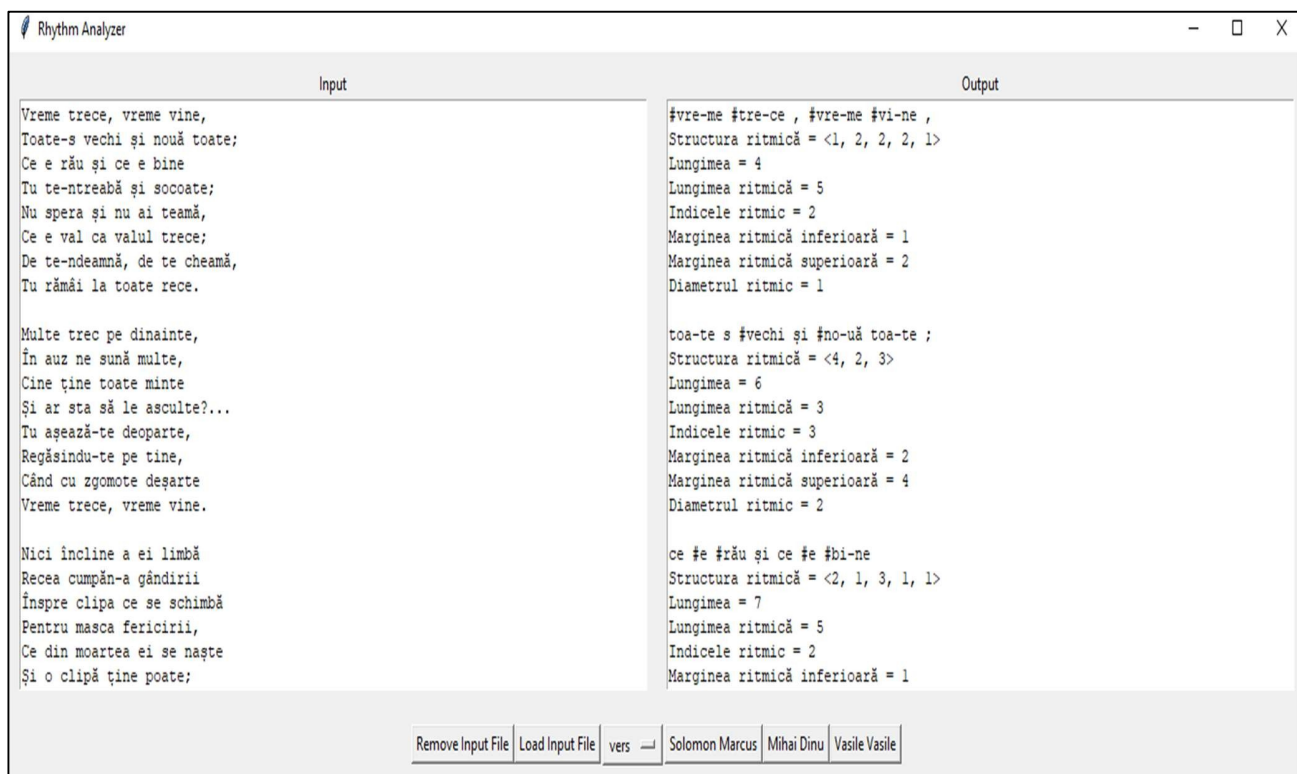 Rhythm Analyzer
Input
Vreme trece, vreme vine,
Toate-s vechi și nouă toate;
Ce e rău și ce e bine
Tu te-ntreabă și socoate;
Nu spera și nu ai teamă,
Ce e val ca valul trece;
De te-ndeamnă, de te cheamă,
Tu rămâi la toate rece.
Multe trec pe dinainte,
În auz ne sună multe,
Cine ține toate minte
Și ar sta să le asculte?...
Tu așează-te deoparte,
Regăsindu-te pe tine,
Când cu zgomote deșarte
Vreme trece, vreme vine.
Nici încline a ei limbă
Recea cumpăn-a gândirii
Înspre clipa ce se schimbă
Pentru masca fericirii,
Ce din moartea ei se naște
Și o clipă ține poate;
Output
#vre-me #tre-ce , #vre-me #vi-ne ,
Structura ritmică = <1, 2, 2, 2, 1>
Lungimea = 4
Lungimea ritmică = 5
Indicele ritmic = 2
Marginea ritmică inferioară = 1
Marginea ritmică superioară = 2
Diametrul ritmic = 1
toa-te s #vechi și #no-uă toa-te ;
Structura ritmică = <4, 2, 3>
Lungimea = 6
Lungimea ritmică = 3
Indicele ritmic = 3
Marginea ritmică inferioară = 2
Marginea ritmică superioară = 4
Diametrul ritmic = 2
ce #e #rău și ce #e #bi-ne
Structura ritmică = <2, 1, 3, 1, 1>
Lungimea = 7
Lungimea ritmică = 5
Indicele ritmic = 2
Marginea ritmică inferioară = 1
Remove Input File
Load Input File
vers
Solomon Marcus
Mihai Dinu
Vasile Vasile